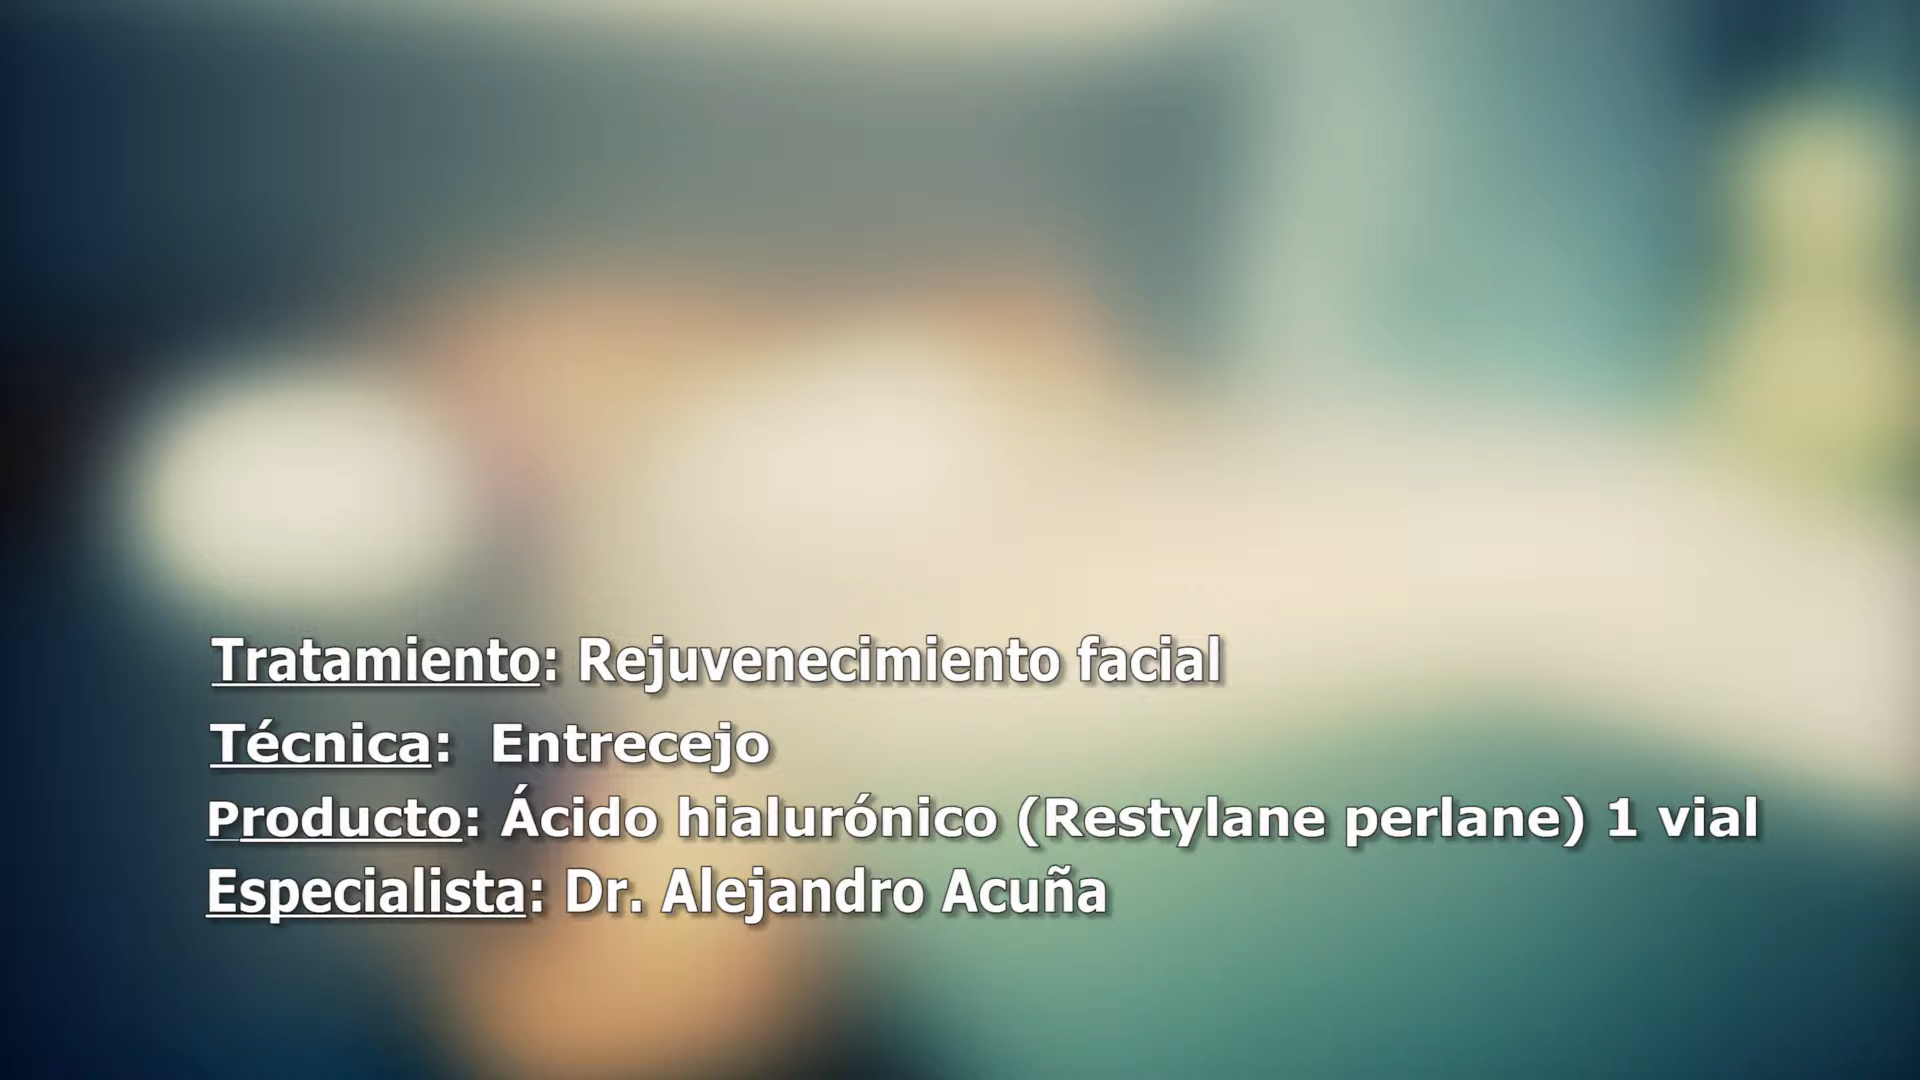 Tratamiento: Rejuvenecimiento facial
Técnica: Entrecejo
Producto: Ácido hialurónico (Restylane perlane) 1 vial
Especialista: Dr. Alejandro Acuña